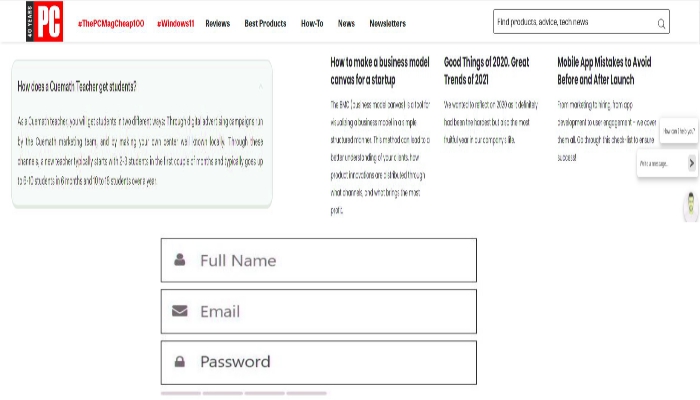 40 YEARS PC #ThePCMagCheap100 #Windows11 Reviews Best Products How-To News Newsletters Find products, advice, tech news
How does a Cuemath Teacher get students?
As a Cuemath teacher, you will get students in two different ways: Through digital advertising campaigns run
by the Cuemath marketing team, and by making your own center well known locally. Through these
channels, a new teacher typically starts with 2-3 students in the first couple of months and typically goes up
to 6-10 students in 6 months and 10 to 15 students over a year.
How to make a business model
canvas for a startup
The BMC (business model canvas) is a tool for
visualizing a business model in a simple
structured manner. This method can lead to a
better understanding of your clients, how
product innovations are distributed through
what channels, and what brings the most
profit.
Good Things of 2020. Great
Trends of 2021
We wanted to reflect on 2020 as it definitely
had been the hardest but also the most
fruitful year in our company's life.
Mobile App Mistakes to Avoid
Before and After Launch
From marketing to hiring, from app
development to user engagement – we cover
them all. Go through this check-list to ensure
success!
How can I help you?
Write a message...
Full Name
Email
Password